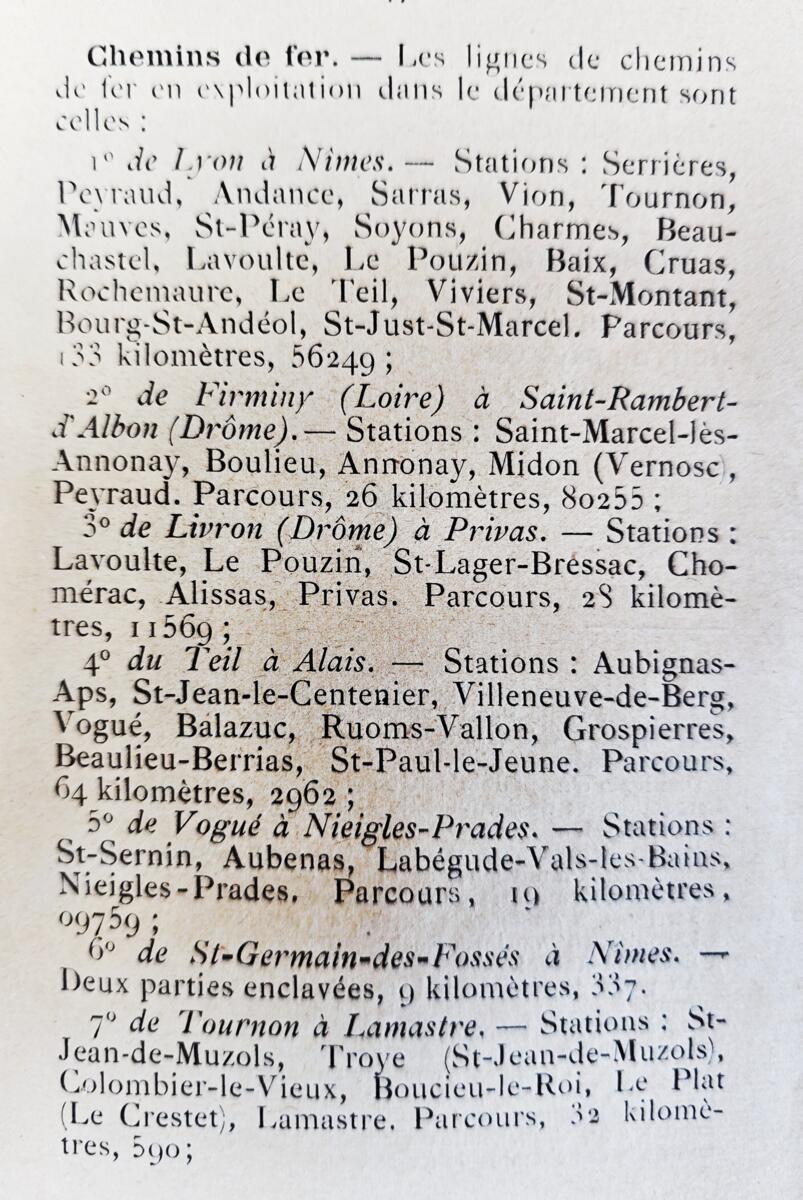 Chemins de fer. — Les lignes de chemins
de fer en exploitation dans le département sont
celles :
1º de Lyon à Nîmes. — Stations : Serrières,
Peyraud, Andance, Sarras, Vion, Tournon,
Mauves, St-Péray, Soyons, Charmes, Beau-
chastel, Lavoulte, Le Pouzin, Baix, Cruas,
Rochemaure, Le Teil, Viviers, St-Montant,
Bourg-St-Andéol, St-Just-St-Marcel. Parcours,
133 kilomètres, 56249 ;
2º de Firminy (Loire) à Saint-Rambert-
d'Albon (Drôme). — Stations : Saint-Marcel-lès-
Annonay, Boulieu, Annonay, Midon (Vernosc),
Peyraud. Parcours, 26 kilomètres, 80255 ;
3º de Livron (Drôme) à Privas. — Stations :
Lavoulte, Le Pouzin, St-Lager-Bressac, Cho-
mérac, Alissas, Privas. Parcours, 28 kilomè-
tres, 11569 ;
4º du Teil à Alais. — Stations : Aubignas-
Aps, St-Jean-le-Centenier, Villeneuve-de-Berg,
Vogué, Balazuc, Ruoms-Vallon, Grospierres,
Beaulieu-Berrias, St-Paul-le-Jeune. Parcours,
64 kilomètres, 2962 ;
5º de Vogué à Nieigles-Prades. — Stations :
St-Sernin, Aubenas, Labégude-Vals-les-Bains,
Nieigles-Prades. Parcours, 19 kilomètres,
09759 ;
6º de St-Germain-des-Fossés à Nîmes. —
Deux parties enclavées, 9 kilomètres, 337.
7º de Tournon à Lamastre. — Stations : St-
Jean-de-Muzols, Troye (St-Jean-de-Muzols),
Colombier-le-Vieux, Boucieu-le-Roi, Le Plat
(Le Crestet), Lamastre. Parcours, 32 kilomè-
tres, 590 ;